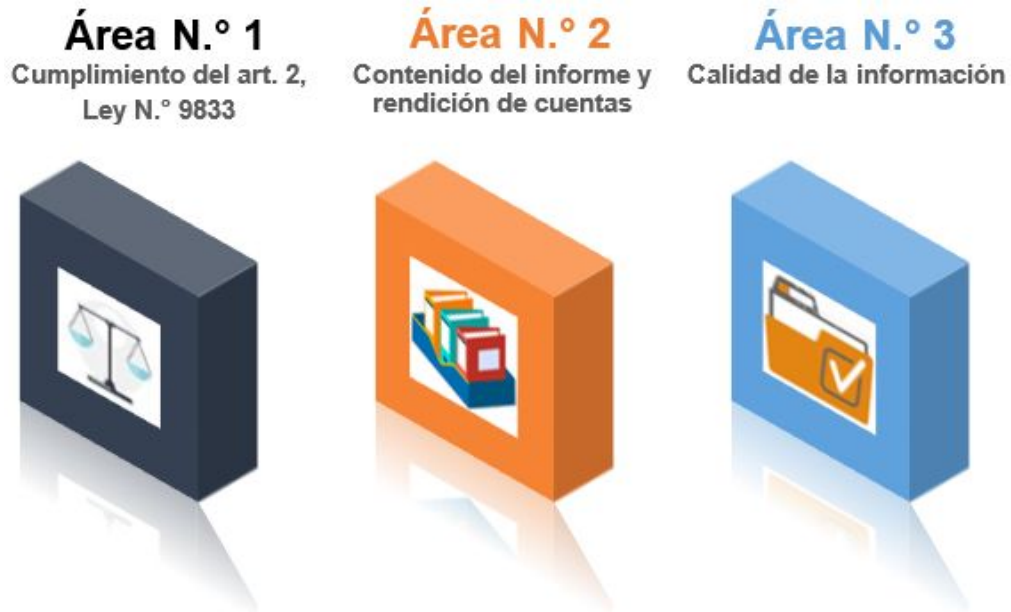 Área N.° 1
Cumplimiento del art. 2,
Ley N.° 9833
Área N.° 2
Contenido del informe y
rendición de cuentas
Área N.° 3
Calidad de la información